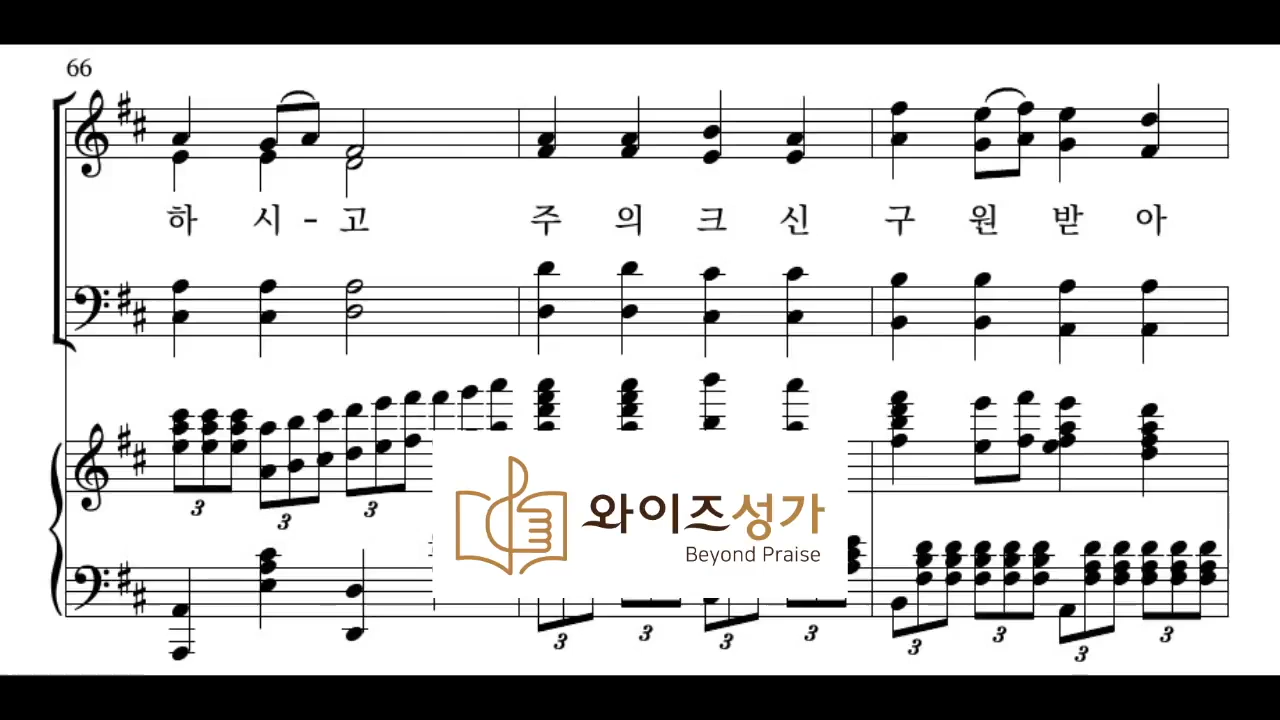 66
하 시 - 고 주 의 크 신 구 원 받 아
3 3 3
와이즈성가
Beyond Praise
3 3 3 3 3 3 3 3